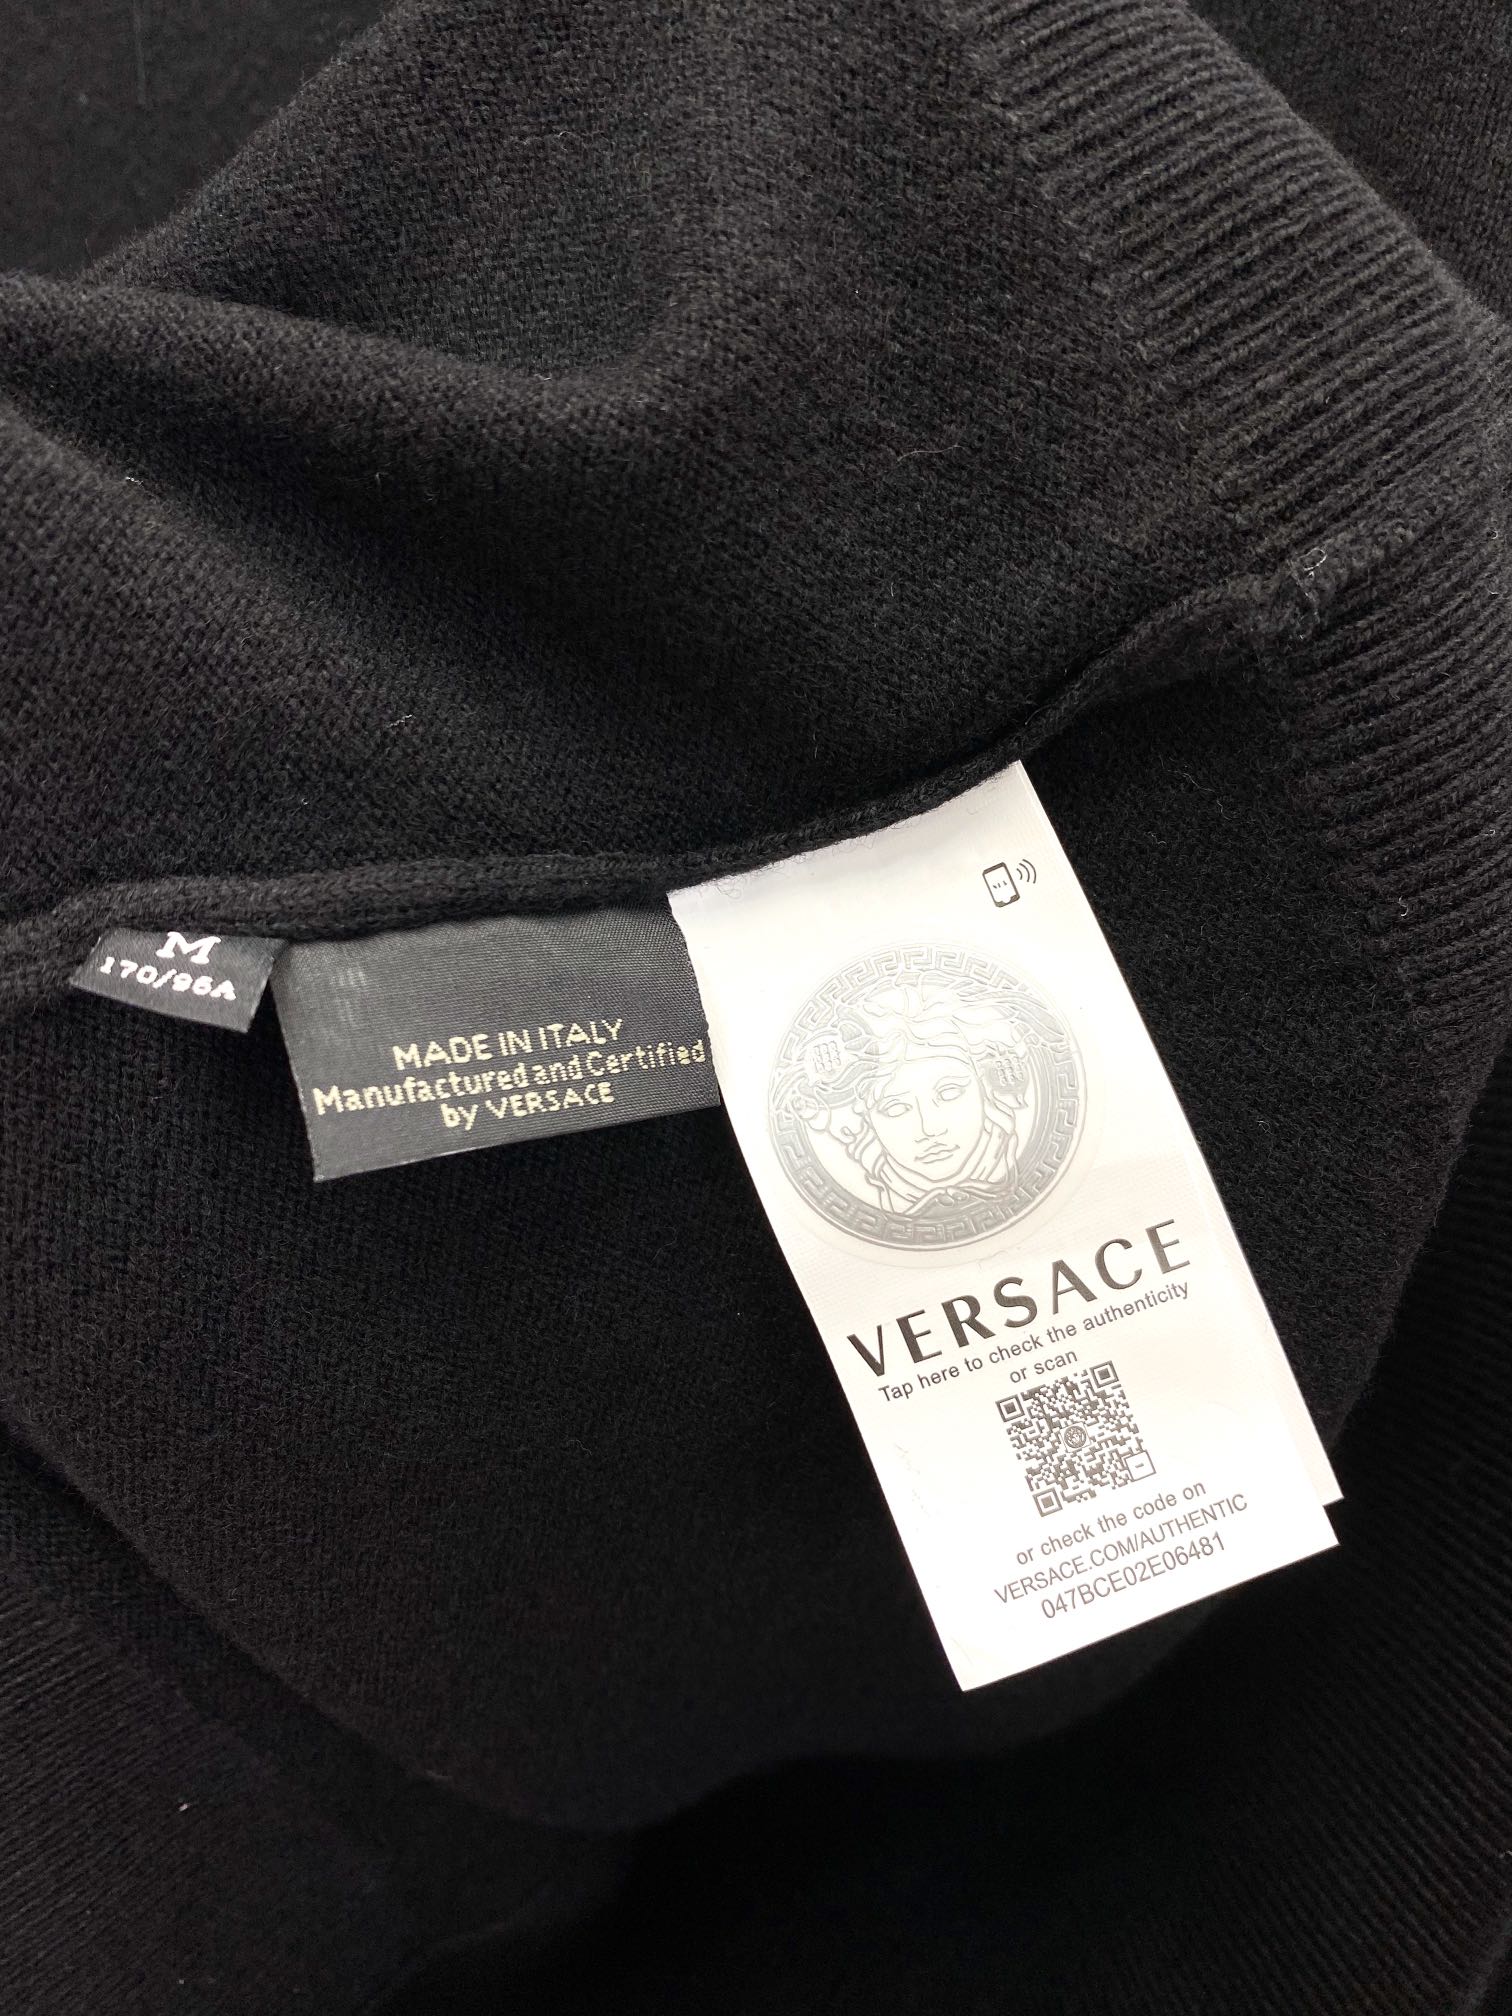 M
170/96A
MADE IN ITALY
Manufactured and Certified
by VERSACE
VERSACE
Tap here to check the authenticity
or scan
or check the code on
VERSACE.COM/AUTHENTIC
047BCE02E06481